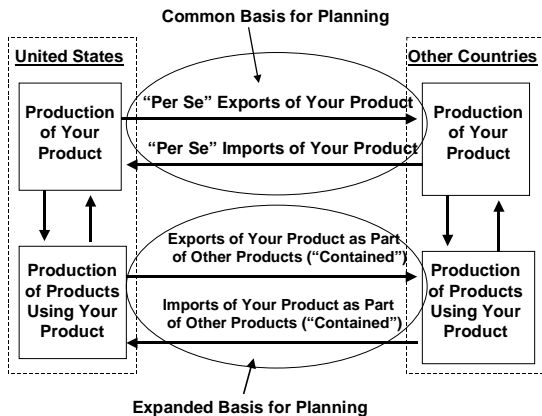 Common Basis for Planning
United States
Other Countries
Production
of Your
Product
“Per Se” Exports of Your Product
“Per Se” Imports of Your Product
Production
of Your
Product
Production
of Products
Using Your
Product
Exports of Your Product as Part
of Other Products (“Contained”)
Imports of Your Product as Part
of Other Products (“Contained”)
Production
of Products
Using Your
Product
Expanded Basis for Planning